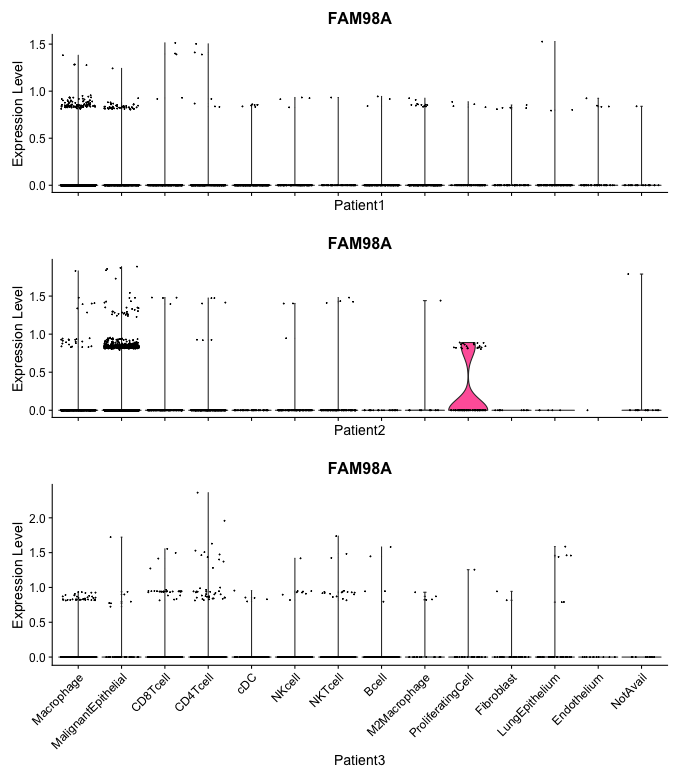 FAM98A
Expression Level
1.5
1.0
0.5
0.0
Patient1
FAM98A
Expression Level
1.5
1.0
0.5
0.0
Patient2
FAM98A
Expression Level
2.0
1.5
1.0
0.5
0.0
Macrophage
MalignantEpithelial
CD8Tcell
CD4Tcell
cDC
NKcell
NKTcell
Bcell
M2Macrophage
ProliferatingCell
Fibroblast
LungEpithelium
Endothelium
NotAvail
Patient3